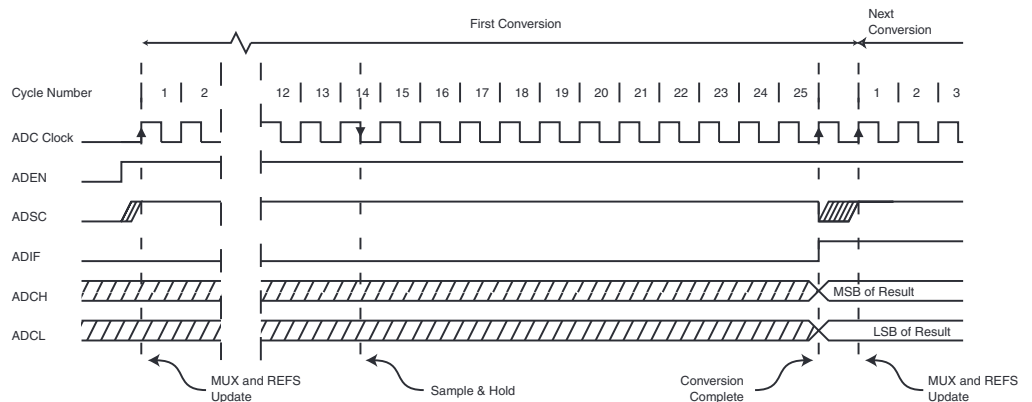 First Conversion
Next
Conversion
Cycle Number 1 2 12 13 14 15 16 17 18 19 20 21 22 23 24 25 1 2 3
ADC Clock
ADEN
ADSC
ADIF
ADCH MSB of Result
ADCL LSB of Result
MUX and REFS
Update
Sample & Hold
Conversion
Complete
MUX and REFS
Update